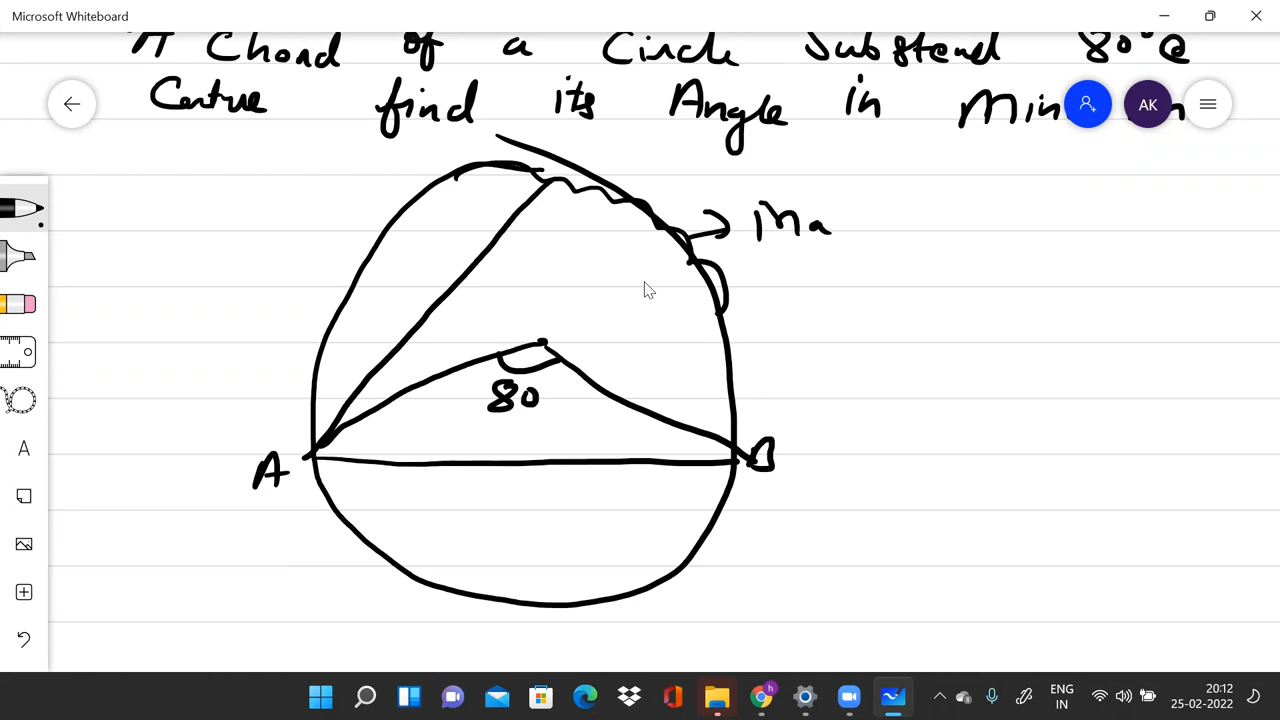 Microsoft Whiteboard
A Chord of a Circle Substend 80° @
Centre find its Angle in
AK
Ma
80
A
B
A
ENG
IN
20:12
25-02-2022